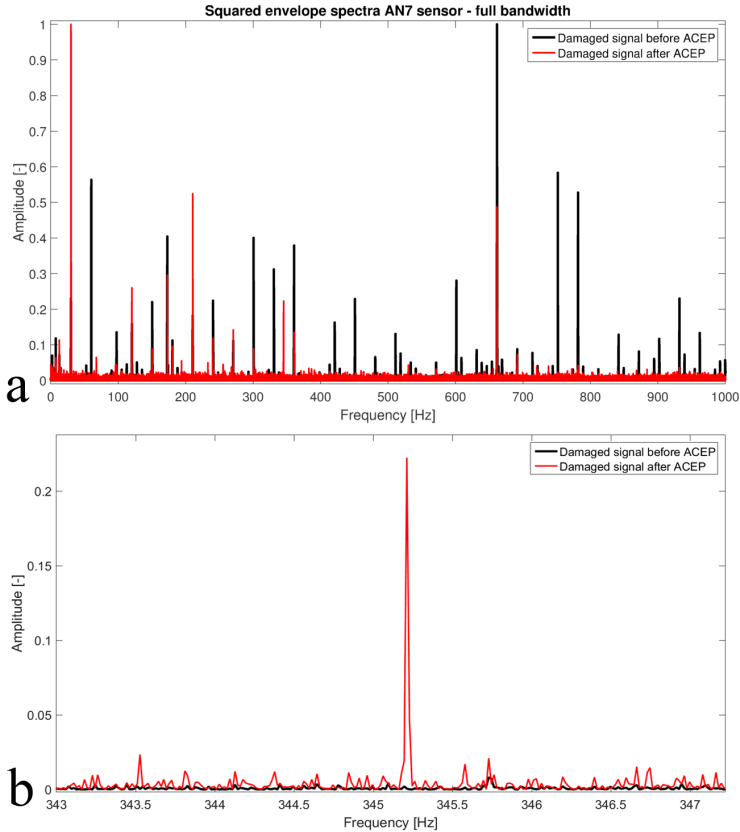 Squared envelope spectra AN7 sensor - full bandwidth
1
0.9
0.8
0.7
0.6
0.5
0.4
0.3
0.2
0.1
0
Amplitude [-]
Damaged signal before ACEP
Damaged signal after ACEP
0 100 200 300 400 500 600 700 800 900 1000
Frequency [Hz]
a
0.2
0.15
0.1
0.05
0
Amplitude [-]
Damaged signal before ACEP
Damaged signal after ACEP
343 343.5 344 344.5 345 345.5 346 346.5 347
Frequency [Hz]
b